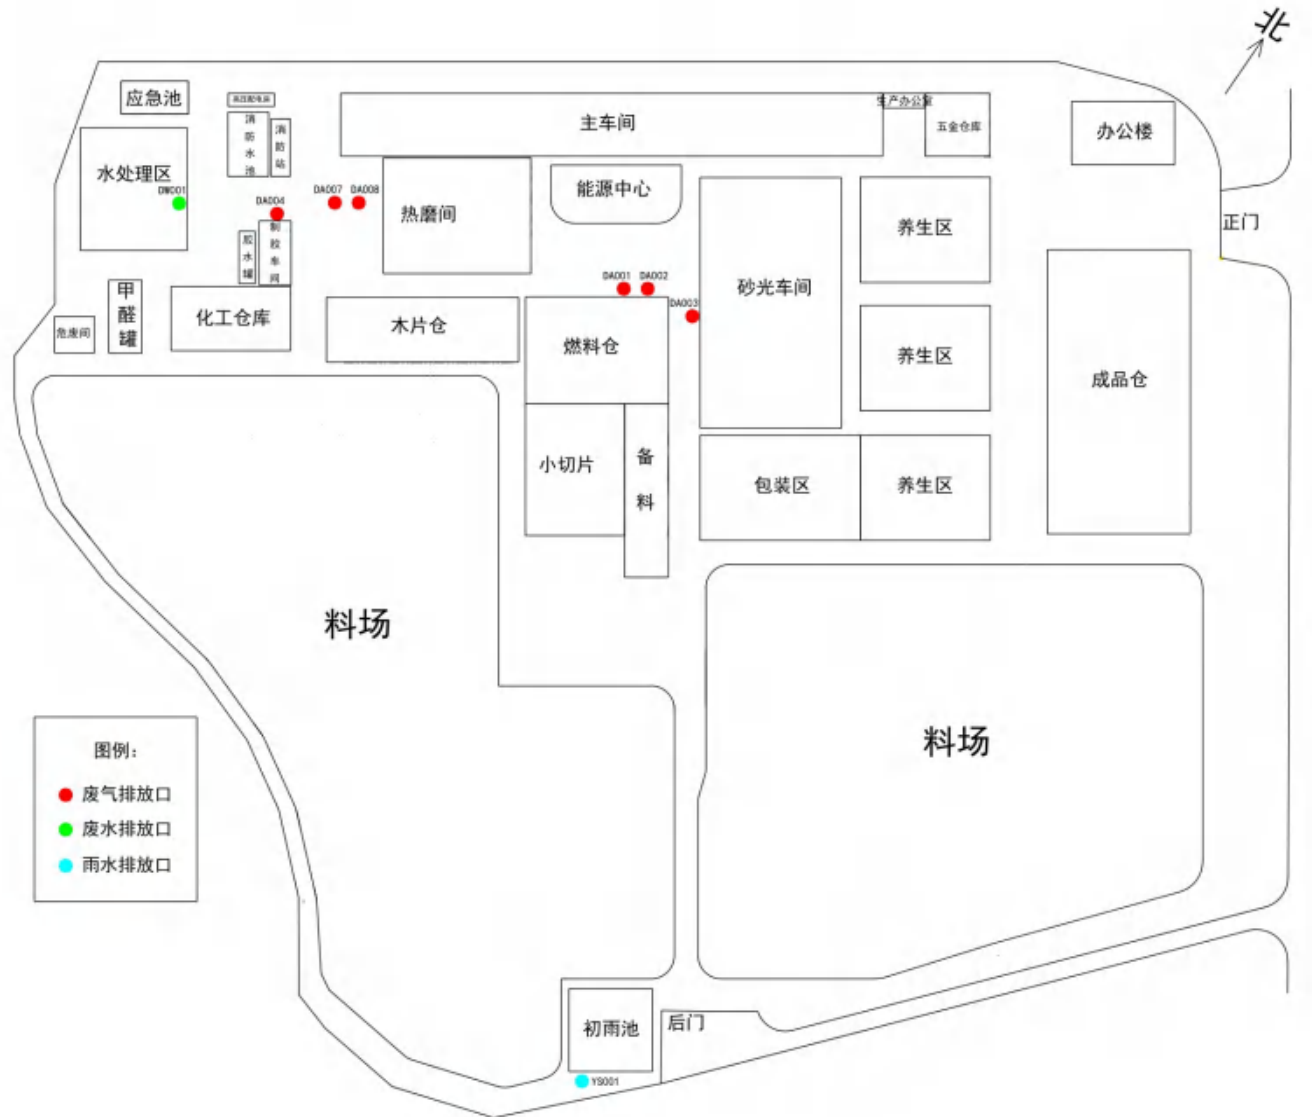 北
应急池
高压配电房
消防水池
消防站
主车间
生产办公室
五金仓库
办公楼
水处理区
DW001
DA004
DA007
DA008
热磨间
能源中心
砂光车间
养生区
正门
胶水罐
制胶车间
DA001
DA002
DA003
甲醛罐
危废间
化工仓库
木片仓
燃料仓
养生区
成品仓
小切片
备料
包装区
养生区
料场
料场
图例：
废气排放口
废水排放口
雨水排放口
初雨池
后门
YS001